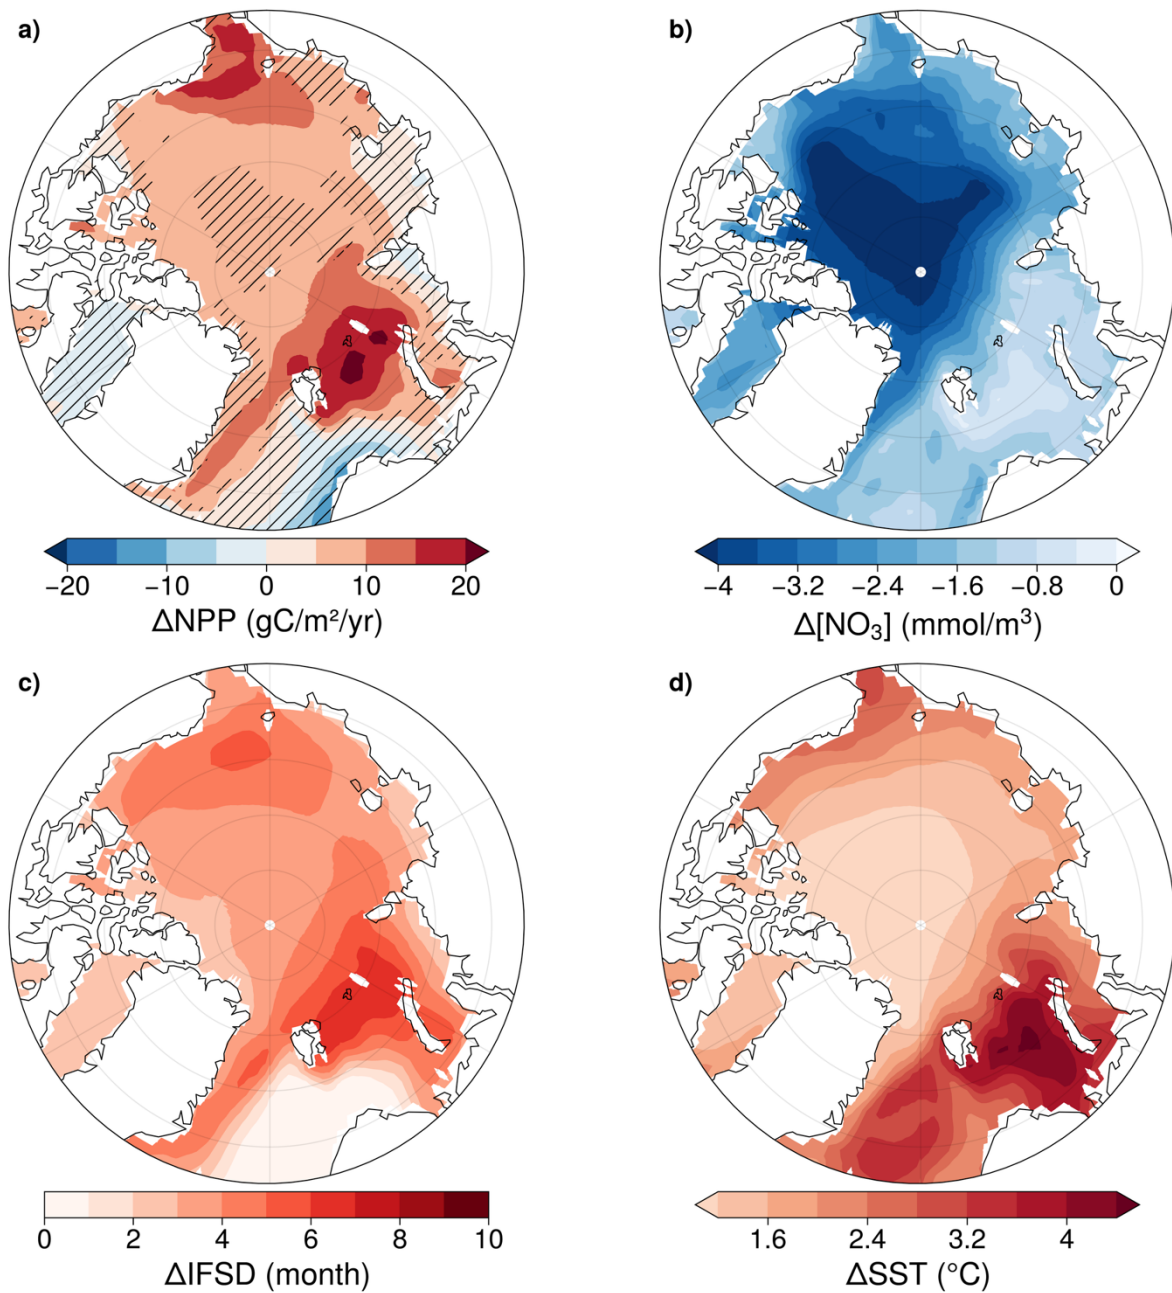 a)
b)
−20 −10 0 10 20
ΔNPP (gC/m²/yr)
−4 −3.2 −2.4 −1.6 −0.8 0
Δ[NO₃] (mmol/m³)
c)
d)
0 2 4 6 8 10
ΔIFSD (month)
1.6 2.4 3.2 4
ΔSST (°C)